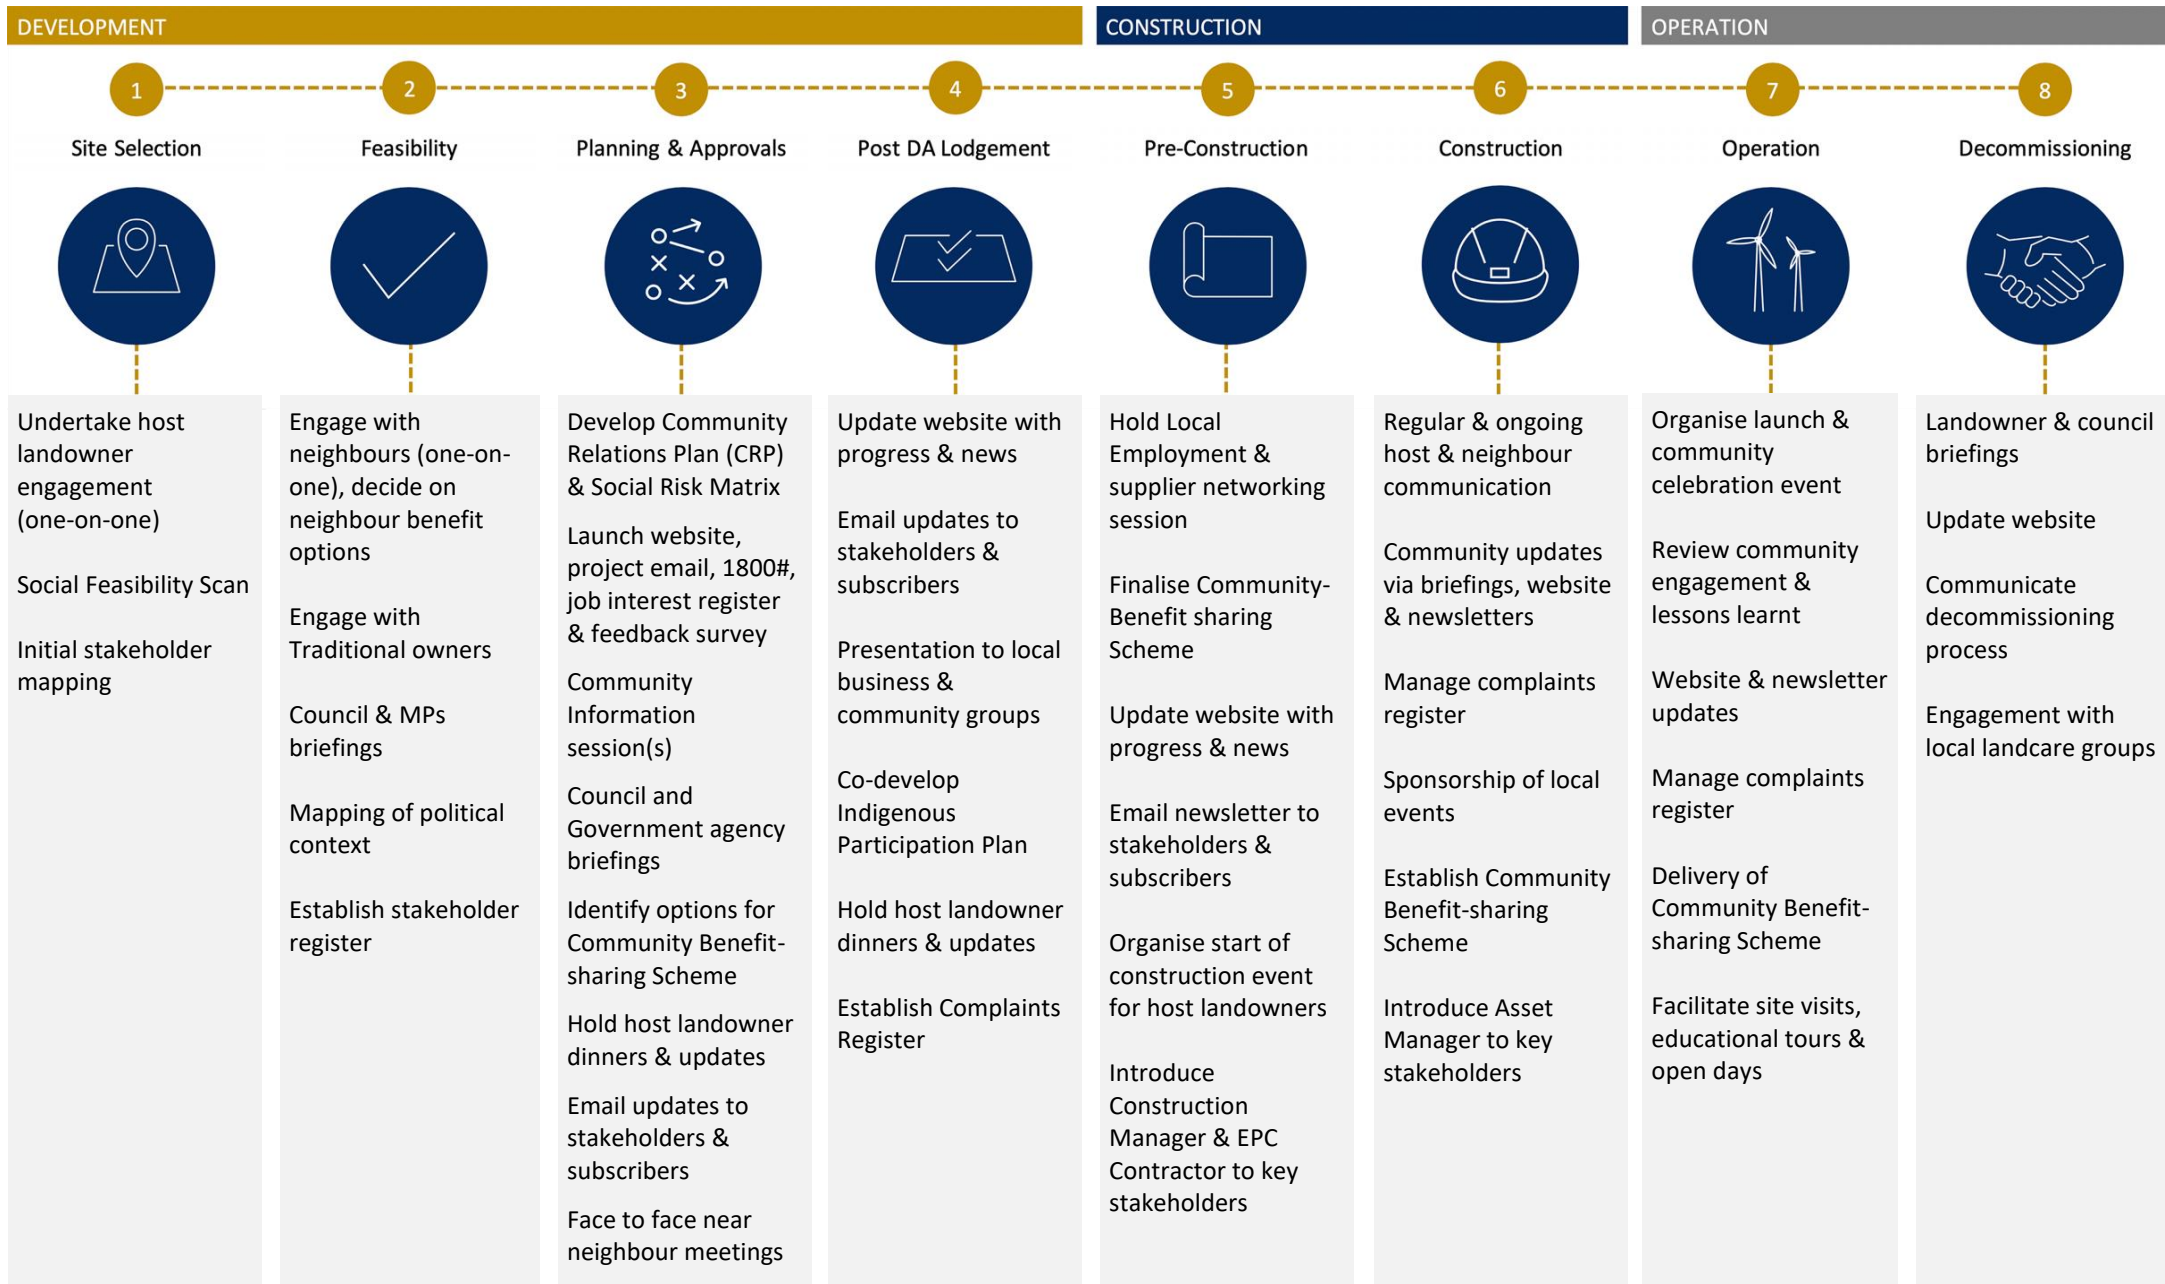 DEVELOPMENT
CONSTRUCTION
OPERATION
1
2
3
4
5
6
7
8
Site Selection
Feasibility
Planning & Approvals
Post DA Lodgement
Pre-Construction
Construction
Operation
Decommissioning
Undertake host
landowner
engagement
(one-on-one)
Social Feasibility Scan
Initial stakeholder
mapping
Engage with
neighbours (one-on-
one), decide on
neighbour benefit
options
Engage with
Traditional owners
Council & MPs
briefings
Mapping of political
context
Establish stakeholder
register
Develop Community
Relations Plan (CRP)
& Social Risk Matrix
Launch website,
project email, 1800#,
job interest register
& feedback survey
Community
Information
session(s)
Council and
Government agency
briefings
Identify options for
Community Benefit-
sharing Scheme
Hold host landowner
dinners & updates
Email updates to
stakeholders &
subscribers
Face to face near
neighbour meetings
Update website with
progress & news
Email updates to
stakeholders &
subscribers
Presentation to local
business &
community groups
Co-develop
Indigenous
Participation Plan
Hold host landowner
dinners & updates
Establish Complaints
Register
Hold Local
Employment &
supplier networking
session
Finalise Community-
Benefit sharing
Scheme
Update website with
progress & news
Email newsletter to
stakeholders &
subscribers
Organise start of
construction event
for host landowners
Introduce
Construction
Manager & EPC
Contractor to key
stakeholders
Regular & ongoing
host & neighbour
communication
Community updates
via briefings, website
& newsletters
Manage complaints
register
Sponsorship of local
events
Establish Community
Benefit-sharing
Scheme
Introduce Asset
Manager to key
stakeholders
Organise launch &
community
celebration event
Review community
engagement &
lessons learnt
Website & newsletter
updates
Manage complaints
register
Delivery of
Community Benefit-
sharing Scheme
Facilitate site visits,
educational tours &
open days
Landowner & council
briefings
Update website
Communicate
decommissioning
process
Engagement with
local landcare groups